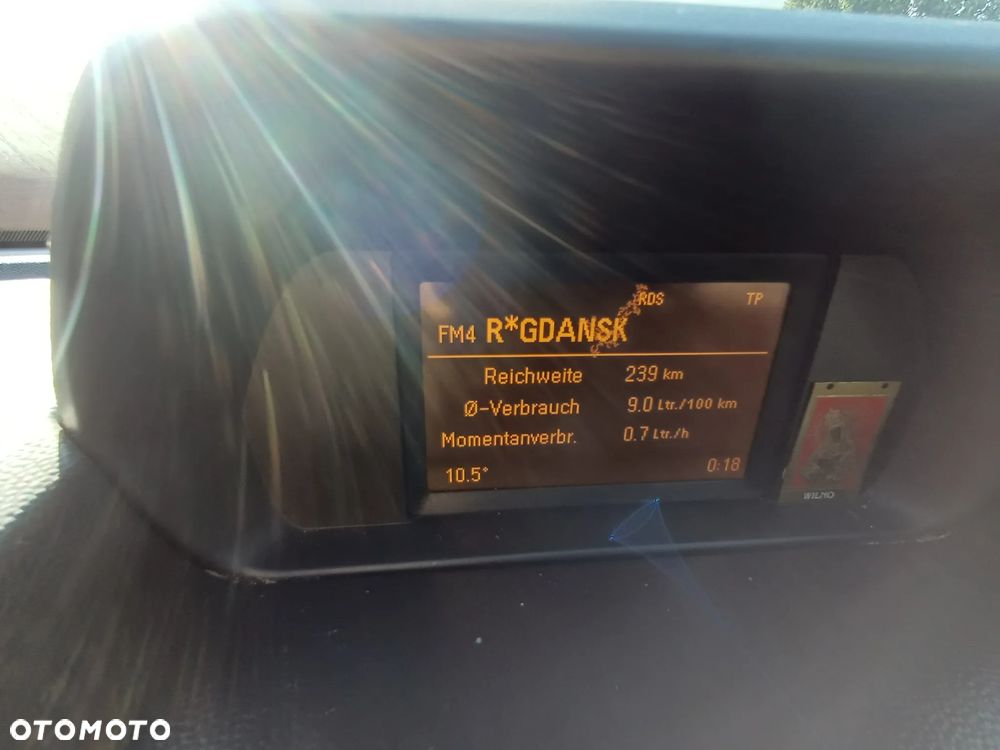 RDS TP
FM4 R*GDANSK
Reichweite 239 km
Ø-Verbrauch 9.0 Ltr./100 km
Momentanverbr. 0.7 Ltr./h
10.5° 0:18
WILNO
OTOMOTO